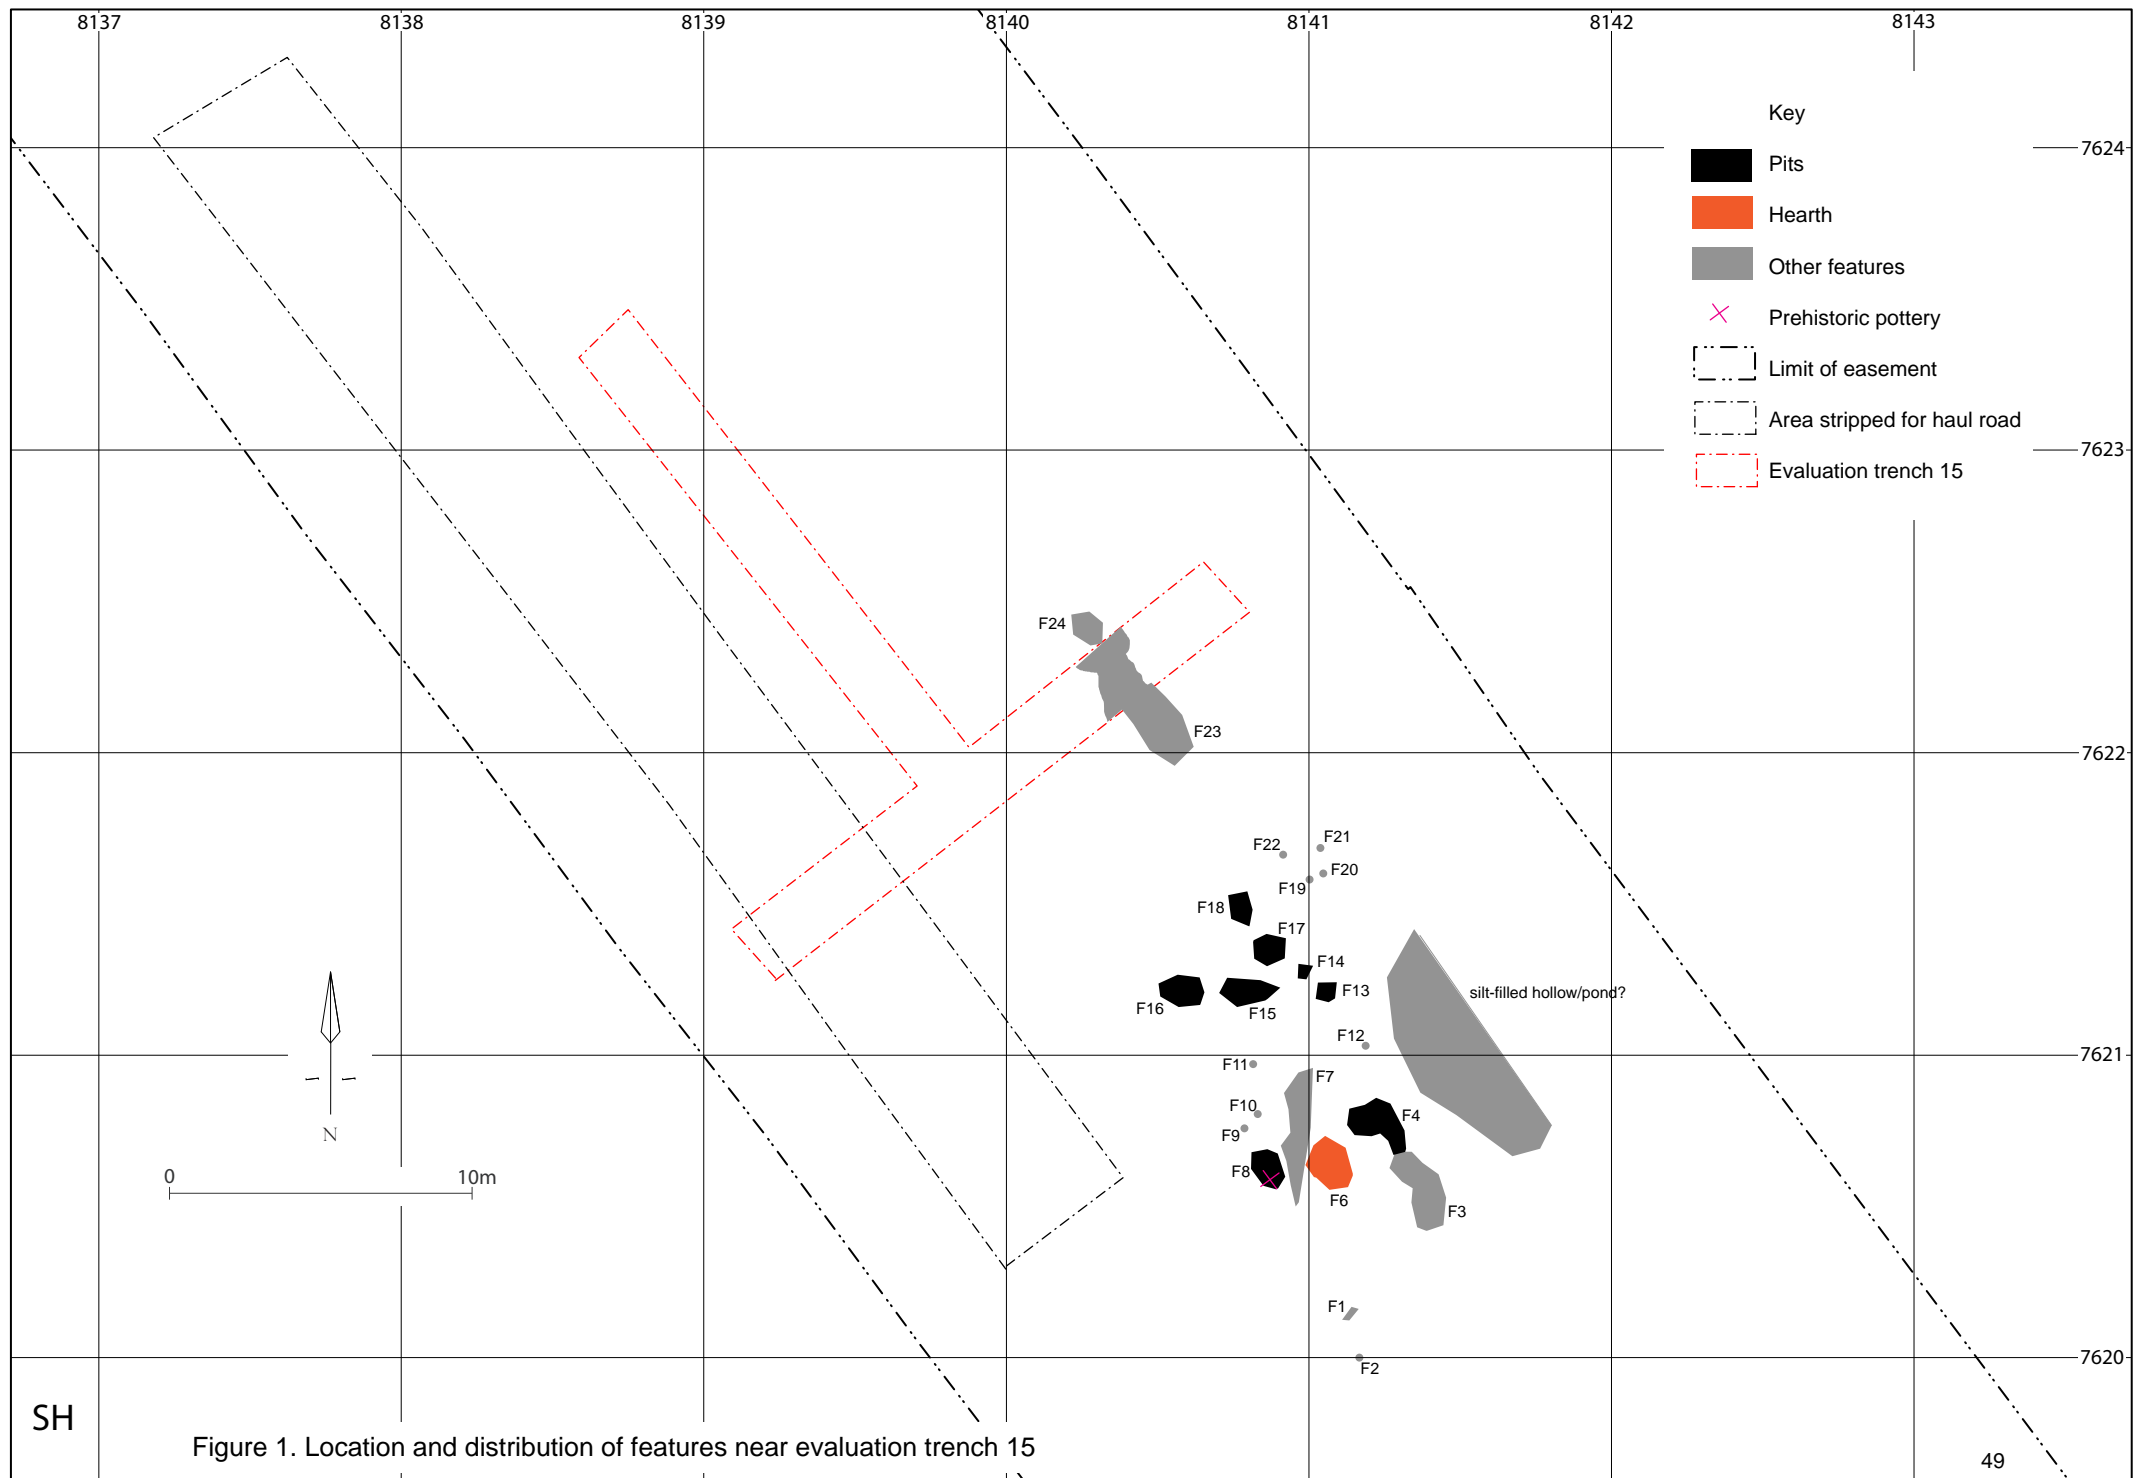 8137
8138
8139
8140
8141
8142
8143
Key
Pits
Hearth
Other features
Prehistoric pottery
Limit of easement
Area stripped for haul road
Evaluation trench 15
7624
7623
7622
7621
7620
F24
F23
F22
F21
F20
F19
F18
F17
F14
F13
F16
F15
silt-filled hollow/pond?
F12
F11
F7
F10
F9
F4
F8
F6
F3
F1
F2
N
0
10m
SH
Figure 1. Location and distribution of features near evaluation trench 15
49